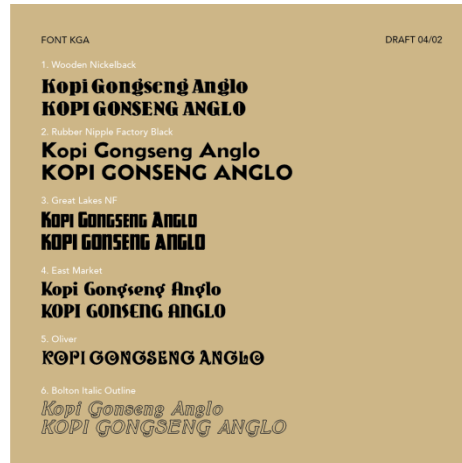 FONT KGA
DRAFT 04/02
1. Wooden Nickelback
Kopi Gongseng Anglo
KOPI GONSENG ANGLO
2. Rubber Nipple Factory Black
Kopi Gongseng Anglo
KOPI GONSENG ANGLO
3. Great Lakes NF
Kopi Gongseng Anglo
KOPI GONSENG ANGLO
4. East Market
Kopi Gongseng Anglo
KOPI GONSENG ANGLO
5. Oliver
KOPI GONGSENG ANGLO
6. Bolton Italic Outline
Kopi Gonseng Anglo
KOPI GONGSENG ANGLO